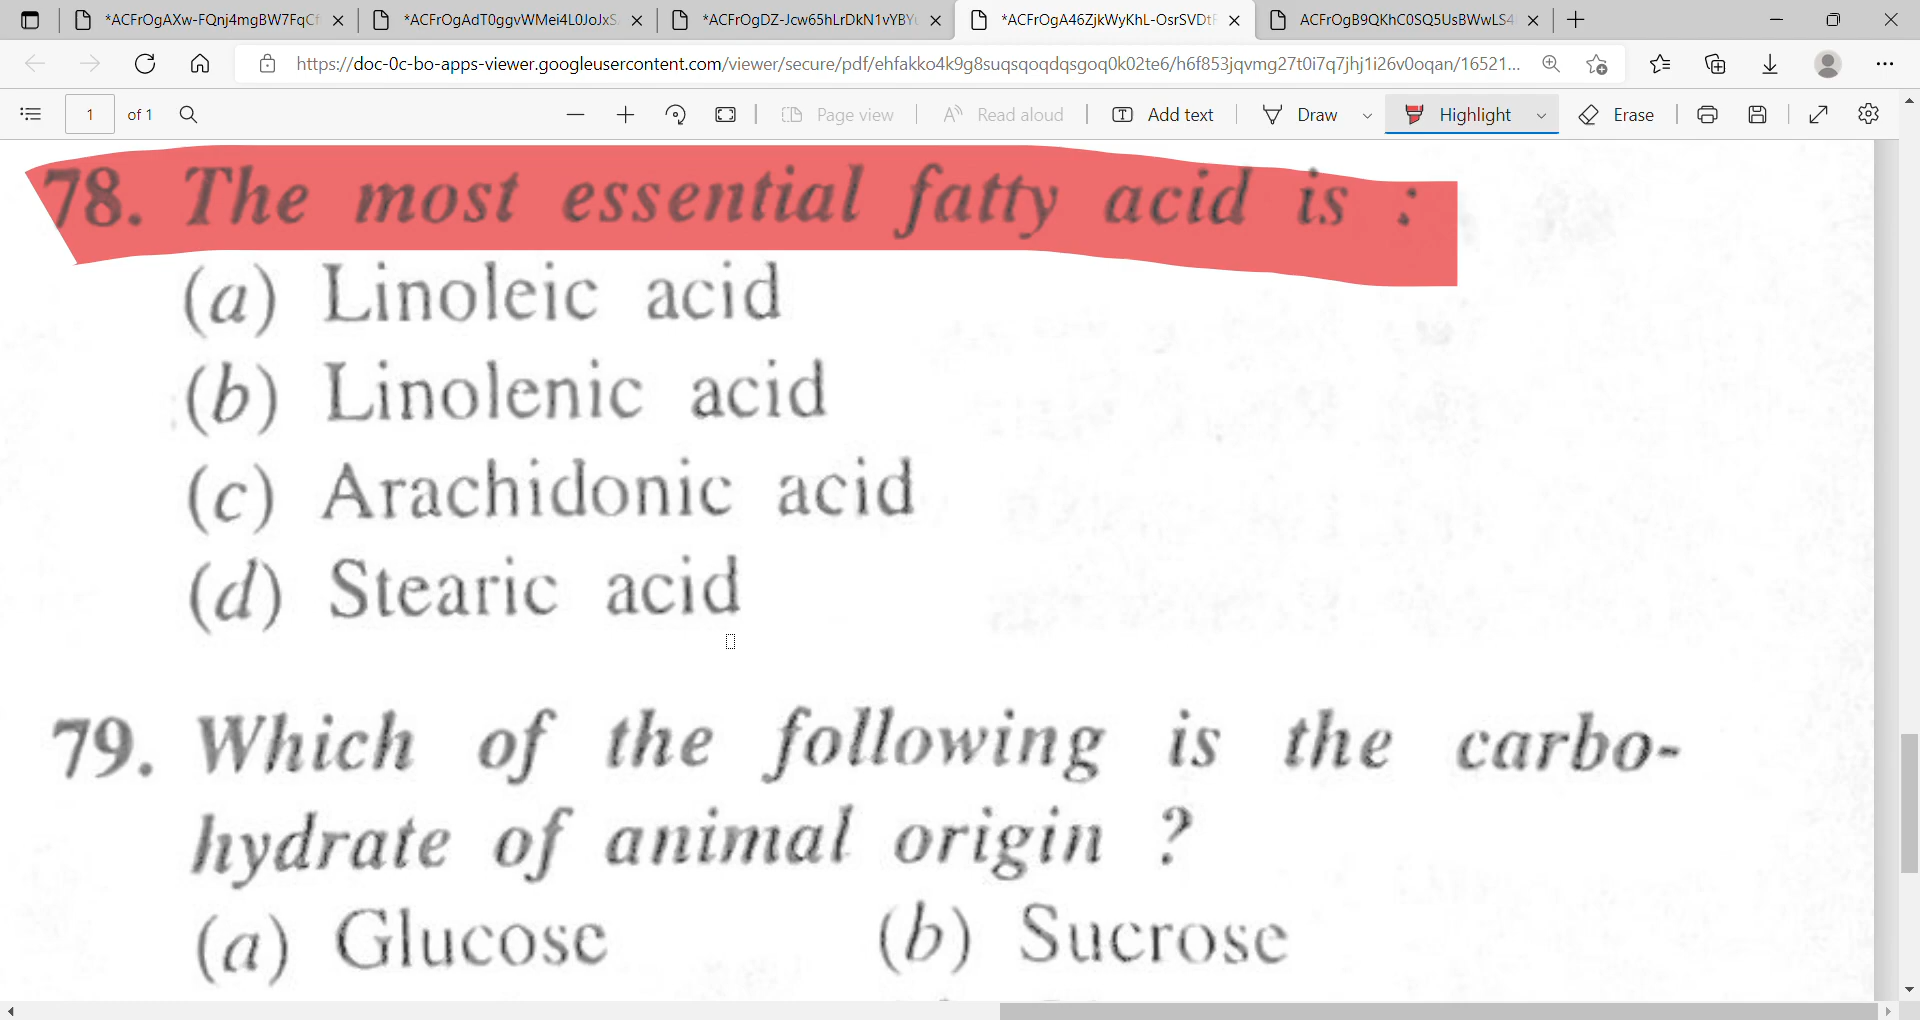 *ACFrOgAXw-FQnj4mgBW7FqCf
*ACFrOgAdT0ggvWMei4L0JoJxS
*ACFrOgDZ-Jcw65hLrDkN1vYBY
*ACFrOgA46ZjkWyKhL-OsrSVDtF
ACFrOgB9QKhC0SQ5UsBWwLS4
https://doc-0c-bo-apps-viewer.googleusercontent.com/viewer/secure/pdf/ehfakko4k9g8suqsqoqdqsgoq0k02te6/h6f853jqvmg27t0i7q7jhj1i26v0oqan/16521...
1 of 1 Page view Read aloud Add text Draw Highlight Erase
78. The most essential fatty acid is :
(a) Linoleic acid
(b) Linolenic acid
(c) Arachidonic acid
(d) Stearic acid
79. Which of the following is the carbo-
hydrate of animal origin ?
(a) Glucose (b) Sucrose